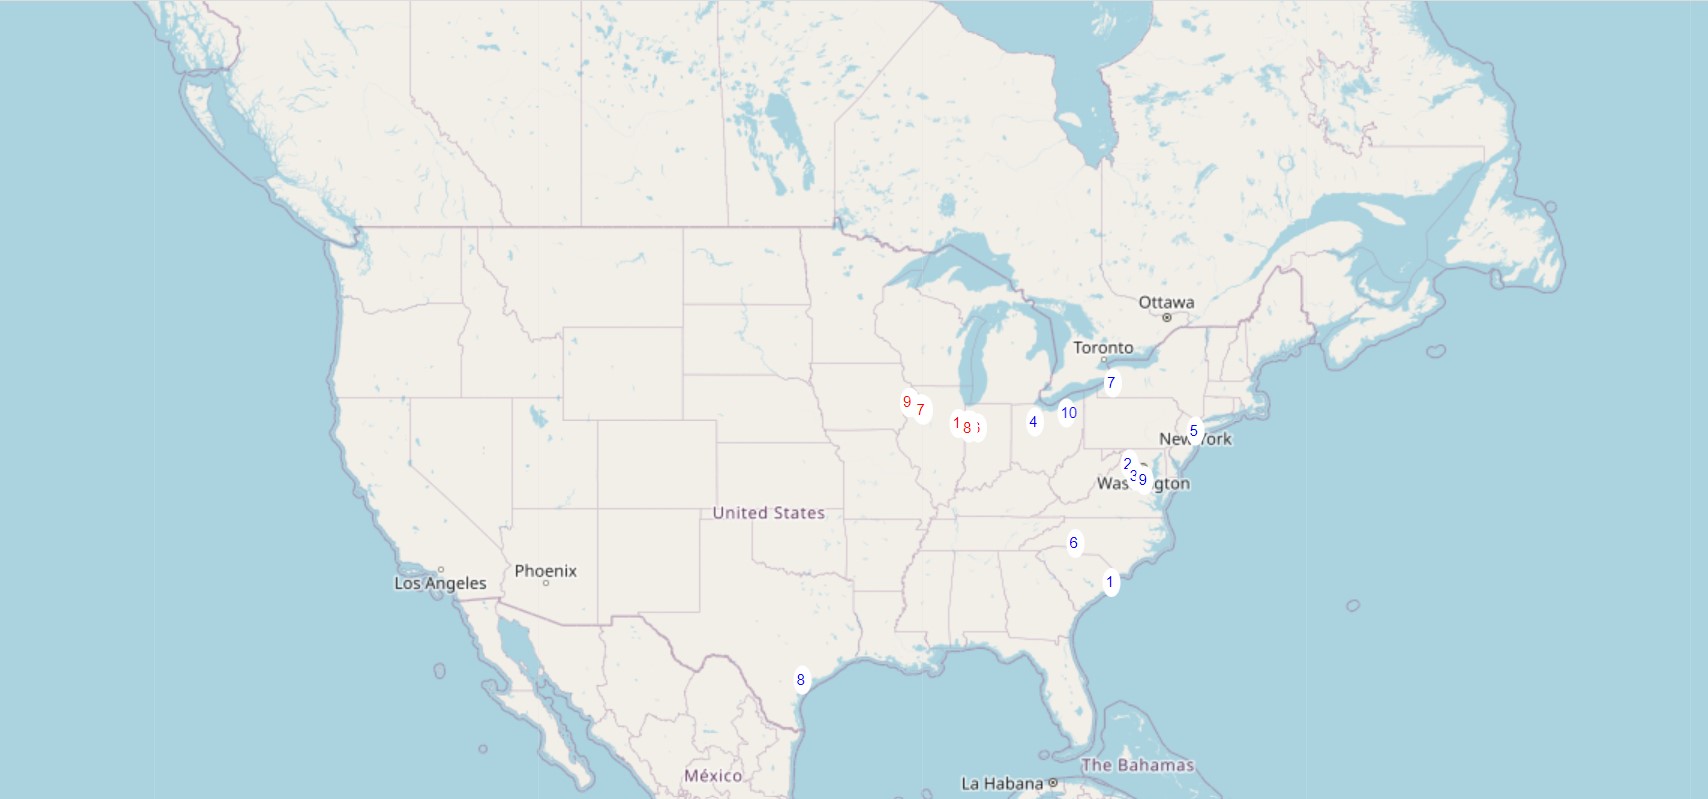 Ottawa
Toronto
7
9
7
10
4
1
8
5
New York
2
3
9
Washington
United States
6
Los Angeles
Phoenix
1
8
The Bahamas
México
La Habana